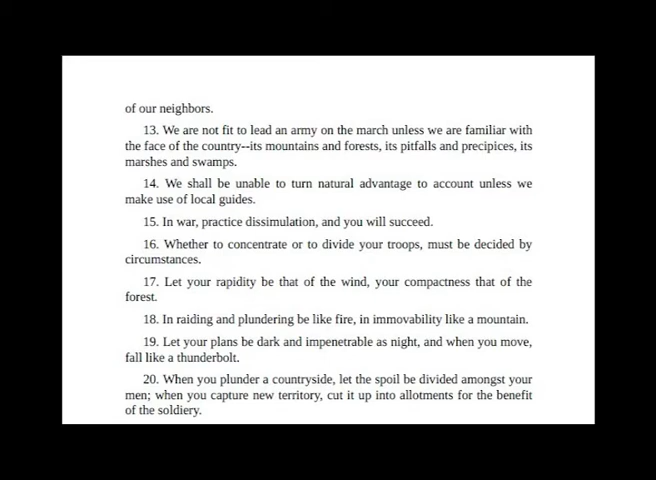 of our neighbors.
13. We are not fit to lead an army on the march unless we are familiar with
the face of the country--its mountains and forests, its pitfalls and precipices, its
marshes and swamps.
14. We shall be unable to turn natural advantage to account unless we
make use of local guides.
15. In war, practice dissimulation, and you will succeed.
16. Whether to concentrate or to divide your troops, must be decided by
circumstances.
17. Let your rapidity be that of the wind, your compactness that of the
forest.
18. In raiding and plundering be like fire, in immovability like a mountain.
19. Let your plans be dark and impenetrable as night, and when you move,
fall like a thunderbolt.
20. When you plunder a countryside, let the spoil be divided amongst your
men; when you capture new territory, cut it up into allotments for the benefit
of the soldiery.